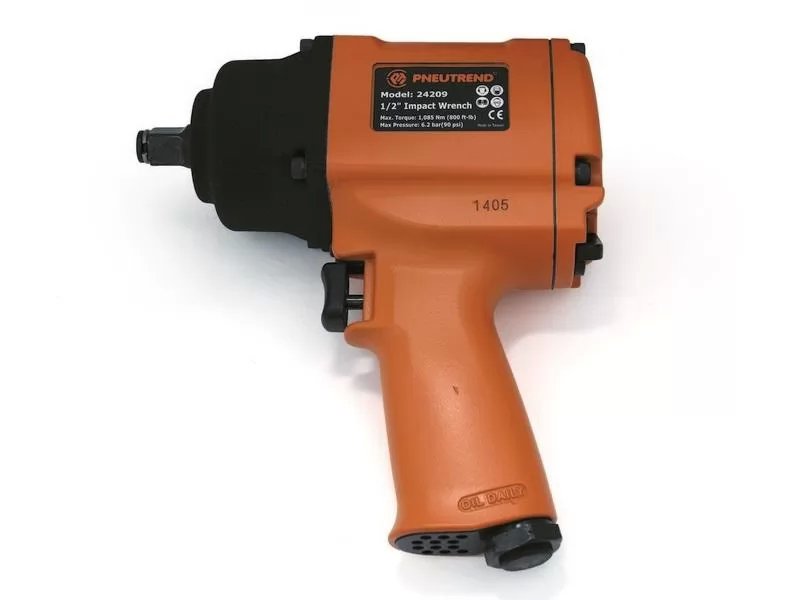 PNEUTREND
Model: 24209
1/2" Impact Wrench
Max. Torque: 1,085 Nm (800 ft-lb)
Max Pressure: 6.2 bar(90 psi)
CE
Made in Taiwan
1405
OIL DAILY